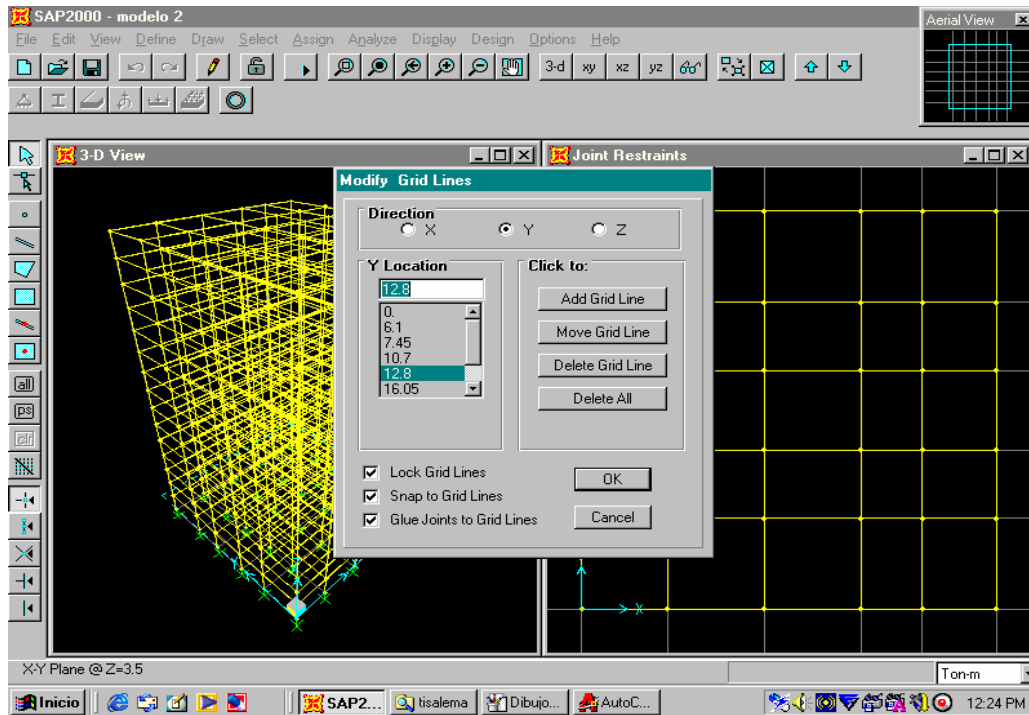 SAP2000 - modelo 2
Aerial View
File Edit View Define Draw Select Assign Analyze Display Design Options Help
3-d xy xz yz
3-D View
Joint Restraints
Modify Grid Lines
Direction
X Y Z
Y Location
Click to:
12.8
0.
6.1
7.45
10.7
12.8
16.05
Add Grid Line
Move Grid Line
Delete Grid Line
Delete All
Lock Grid Lines
Snap to Grid Lines
Glue Joints to Grid Lines
OK
Cancel
all
ps
clr
X
X-Y Plane @ Z=3.5
Ton-m
Inicio
SAP2...
tisalema
Dibujo...
AutoC...
12:24 PM